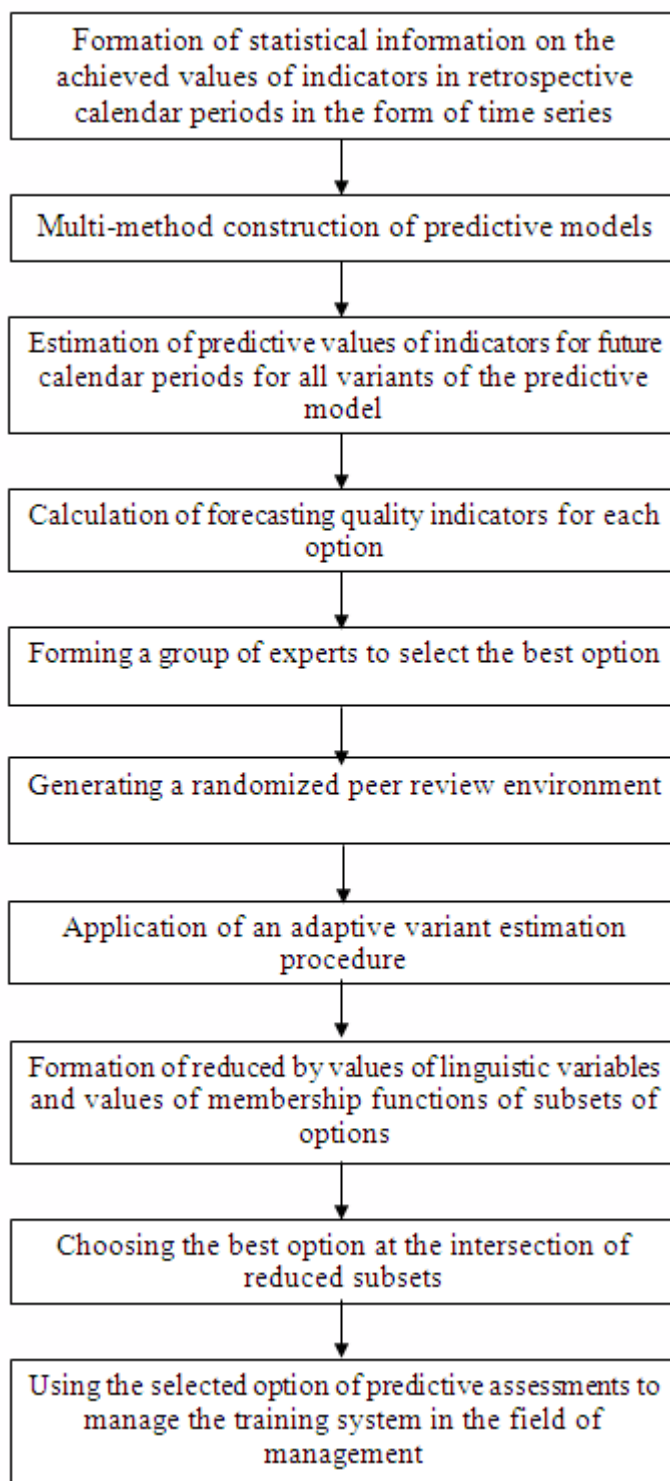 Formation of statistical information on the
achieved values of indicators in retrospective
calendar periods in the form of time series
Multi-method construction of predictive models
Estimation of predictive values of indicators for future
calendar periods for all variants of the predictive
model
Calculation of forecasting quality indicators for each
option
Forming a group of experts to select the best option
Generating a randomized peer review environment
Application of an adaptive variant estimation
procedure
Formation of reduced by values of linguistic variables
and values of membership functions of subsets of
options
Choosing the best option at the intersection of
reduced subsets
Using the selected option of predictive assessments to
manage the training system in the field of
management